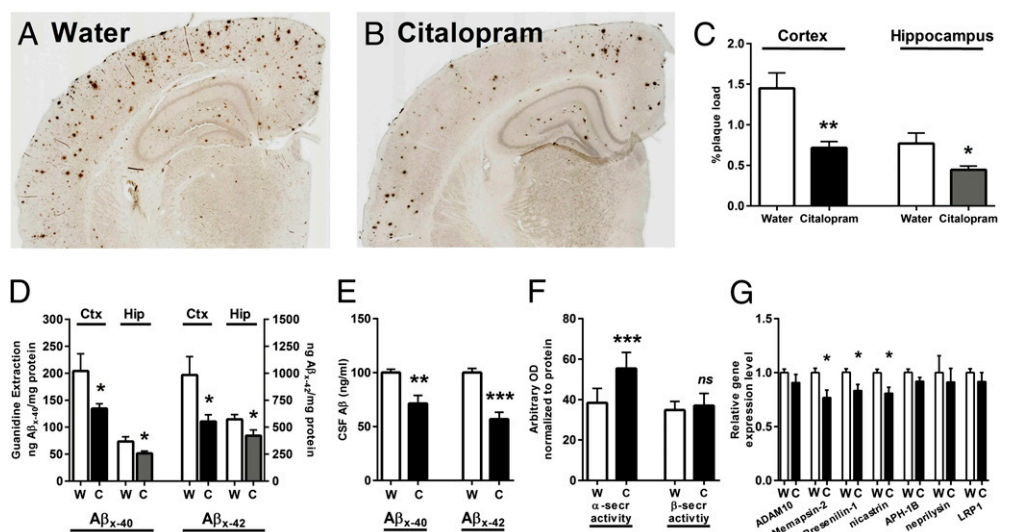 A Water
B Citalopram
C
Cortex
Hippocampus
% plaque load
2.0
1.5
1.0
0.5
0.0
**
*
Water Citalopram
Water Citalopram
D
Ctx Hip Ctx Hip
Guanidine Extraction
ng Aβx-40/mg protein
300
250
200
150
100
50
0
* * * *
1500
1250
1000
750
500
250
0
ng Aβx-42/mg protein
W C W C W C W C
Aβx-40 Aβx-42
E
CSF Aβ (ng/ml)
150
100
50
0
** ***
W C W C
Aβx-40 Aβx-42
F
Arbitrary OD
normalized to protein
80
60
40
20
0
*** ns
W C W C
α-secr β-secr
activtiy activtiy
G
Relative gene
expression level
1.5
1.0
0.5
0.0
* * *
W C W C W C W C W C W C W C
ADAM10
Memapsin-2
Presenilin-1
nicastrin
APH-1B
neprilysin
LRP1